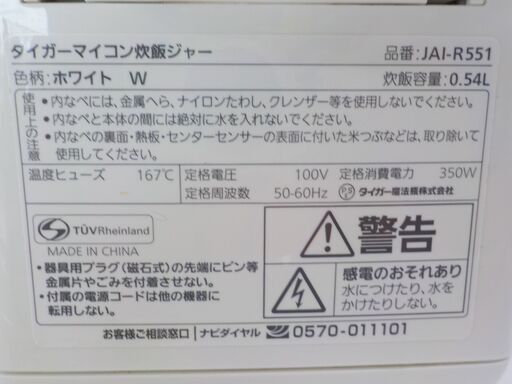 タイガーマイコン炊飯ジャー 品番:JAI-R551
色柄:ホワイト W 炊飯容量:0.54L
使用上の注意
・内なべには、金属へら、ナイロンたわし、クレンザー等を使用しないでください。
・内なべと本体の間には絶対に水を入れないでください。
・内なべの裏面・熱板・センターセンサーの表面に付いた米つぶなどは、取り除いて
使用してください。
温度ヒューズ 167℃ 定格電圧 100V 定格消費電力 350W
定格周波数 50-60Hz PSE タイガー魔法瓶株式会社
TÜVRheinland
MADE IN CHINA
・器具用プラグ(磁石式)の先端にピン等
金属片やごみを付着させない。
・付属の電源コードは他の機器に
転用しない。
警告
感電のおそれあり
水につけたり、水を
かけたりしない。
お客様ご相談窓口 ナビダイヤル 0570-011101